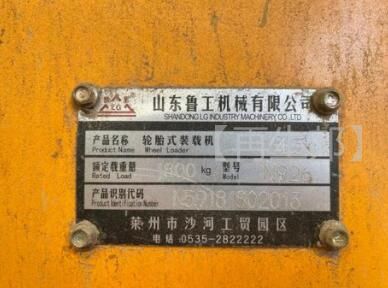 山东鲁工机械有限公司
SHANDONG LG INDUSTRY MACHINERY CO.,LTD
产品名称 轮胎式装载机
Product Name Wheel Loader
额定载重量 kg 型号
Rated Load Model
产品识别代码
Product Identification Number
莱州市沙河工贸园区
电话:0535-2822222